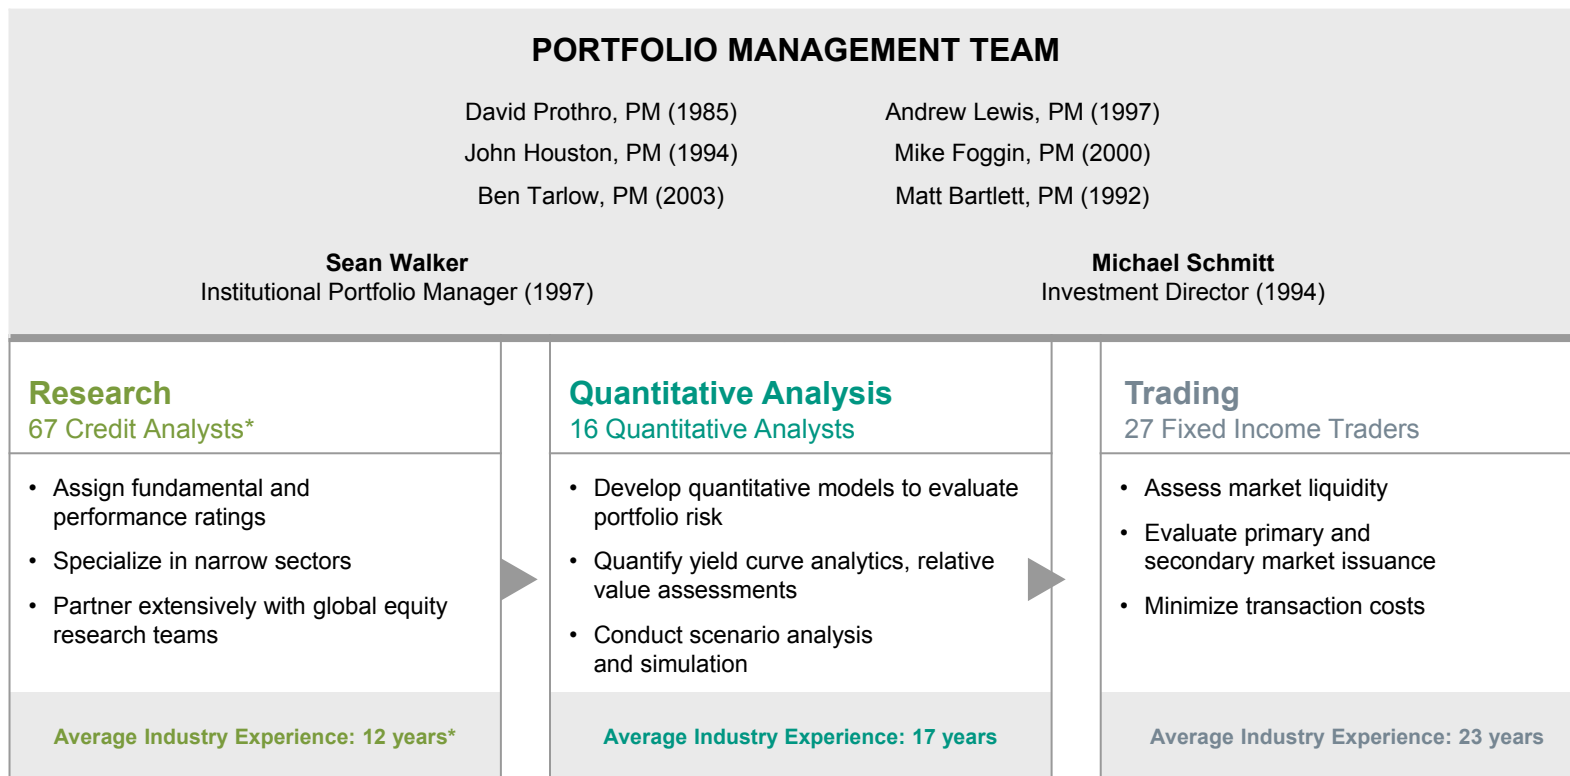 PORTFOLIO MANAGEMENT TEAM
David Prothro, PM (1985)
Andrew Lewis, PM (1997)
John Houston, PM (1994)
Mike Foggin, PM (2000)
Ben Tarlow, PM (2003)
Matt Bartlett, PM (1992)
Sean Walker
Institutional Portfolio Manager (1997)
Michael Schmitt
Investment Director (1994)
Research
67 Credit Analysts*
• Assign fundamental and
performance ratings
• Specialize in narrow sectors
• Partner extensively with global equity
research teams
Average Industry Experience: 12 years*
Quantitative Analysis
16 Quantitative Analysts
• Develop quantitative models to evaluate
portfolio risk
• Quantify yield curve analytics, relative
value assessments
• Conduct scenario analysis
and simulation
Average Industry Experience: 17 years
Trading
27 Fixed Income Traders
• Assess market liquidity
• Evaluate primary and
secondary market issuance
• Minimize transaction costs
Average Industry Experience: 23 years